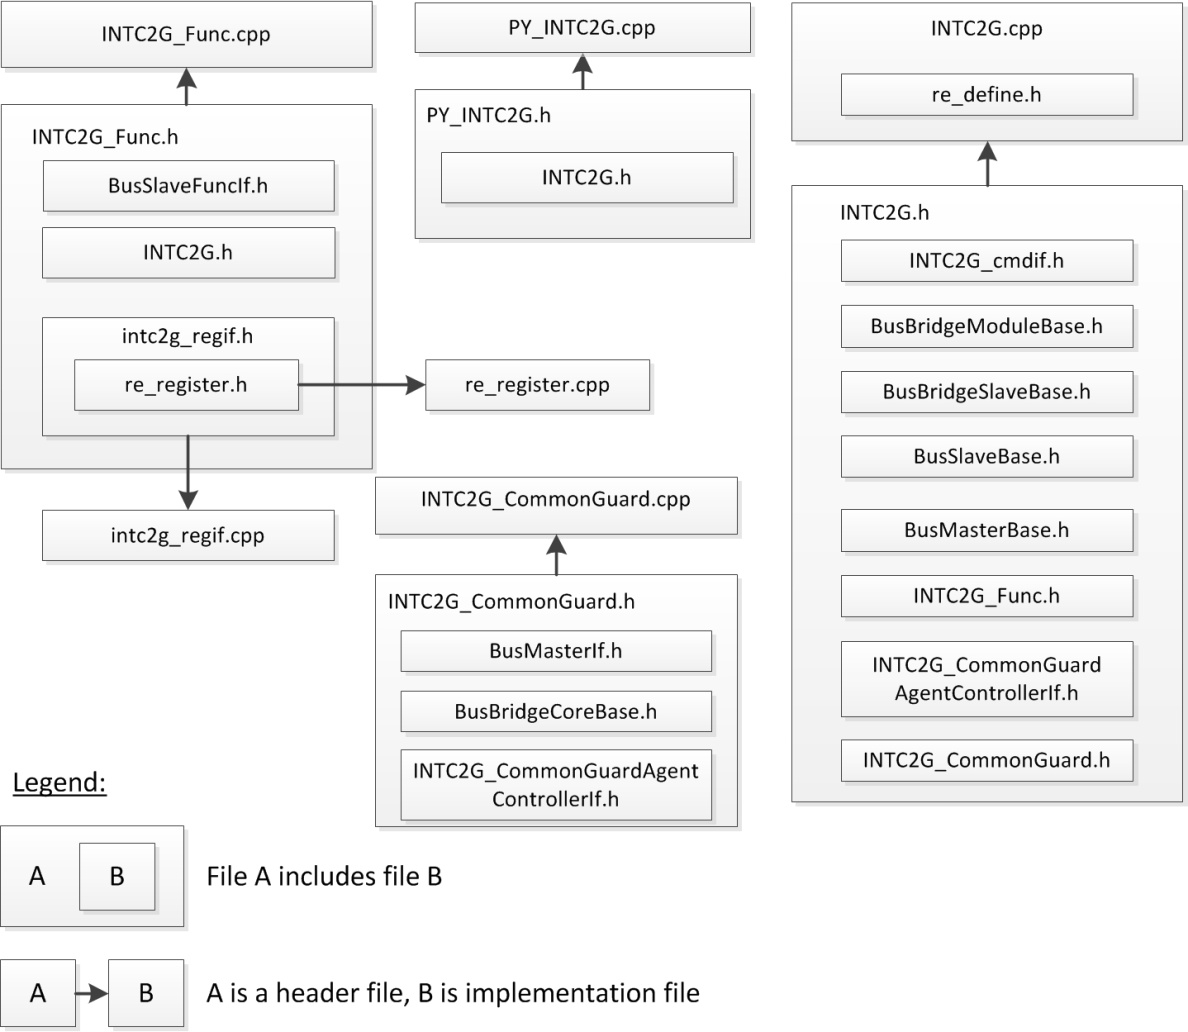 INTC2G_Func.cpp
INTC2G_Func.h
BusSlaveFuncIf.h
INTC2G.h
intc2g_regif.h
re_register.h
re_register.cpp
intc2g_regif.cpp
PY_INTC2G.cpp
PY_INTC2G.h
INTC2G.h
INTC2G_CommonGuard.cpp
INTC2G_CommonGuard.h
BusMasterIf.h
BusBridgeCoreBase.h
INTC2G_CommonGuardAgent
ControllerIf.h
INTC2G.cpp
re_define.h
INTC2G.h
INTC2G_cmdif.h
BusBridgeModuleBase.h
BusBridgeSlaveBase.h
BusSlaveBase.h
BusMasterBase.h
INTC2G_Func.h
INTC2G_CommonGuard
AgentControllerIf.h
INTC2G_CommonGuard.h
Legend:
A B File A includes file B
A B A is a header file, B is implementation file